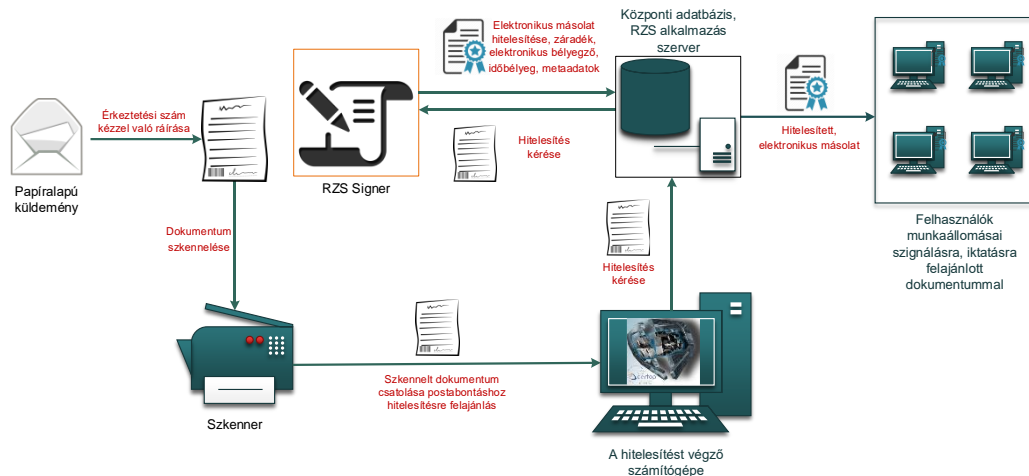 Érkeztetési szám
kézzel való ráírása
Papíralapú
küldemény
Dokumentum
szkennelése
RZS Signer
Elektronikus másolat
hitelesítése, záradék,
elektronikus bélyegző,
időbélyeg, metaadatok
Hitelesítés
kérése
Központi adatbázis,
RZS alkalmazás
szerver
Hitelesített,
elektronikus másolat
Felhasználók
munkaállomásai
szignálásra, iktatásra
felajánlott
dokumentummal
Hitelesítés
kérése
Szkenner
Szkennelt dokumentum
csatolása postabontáshoz
hitelesítésre felajánlás
certop
A hitelesítést végző
számítógépe